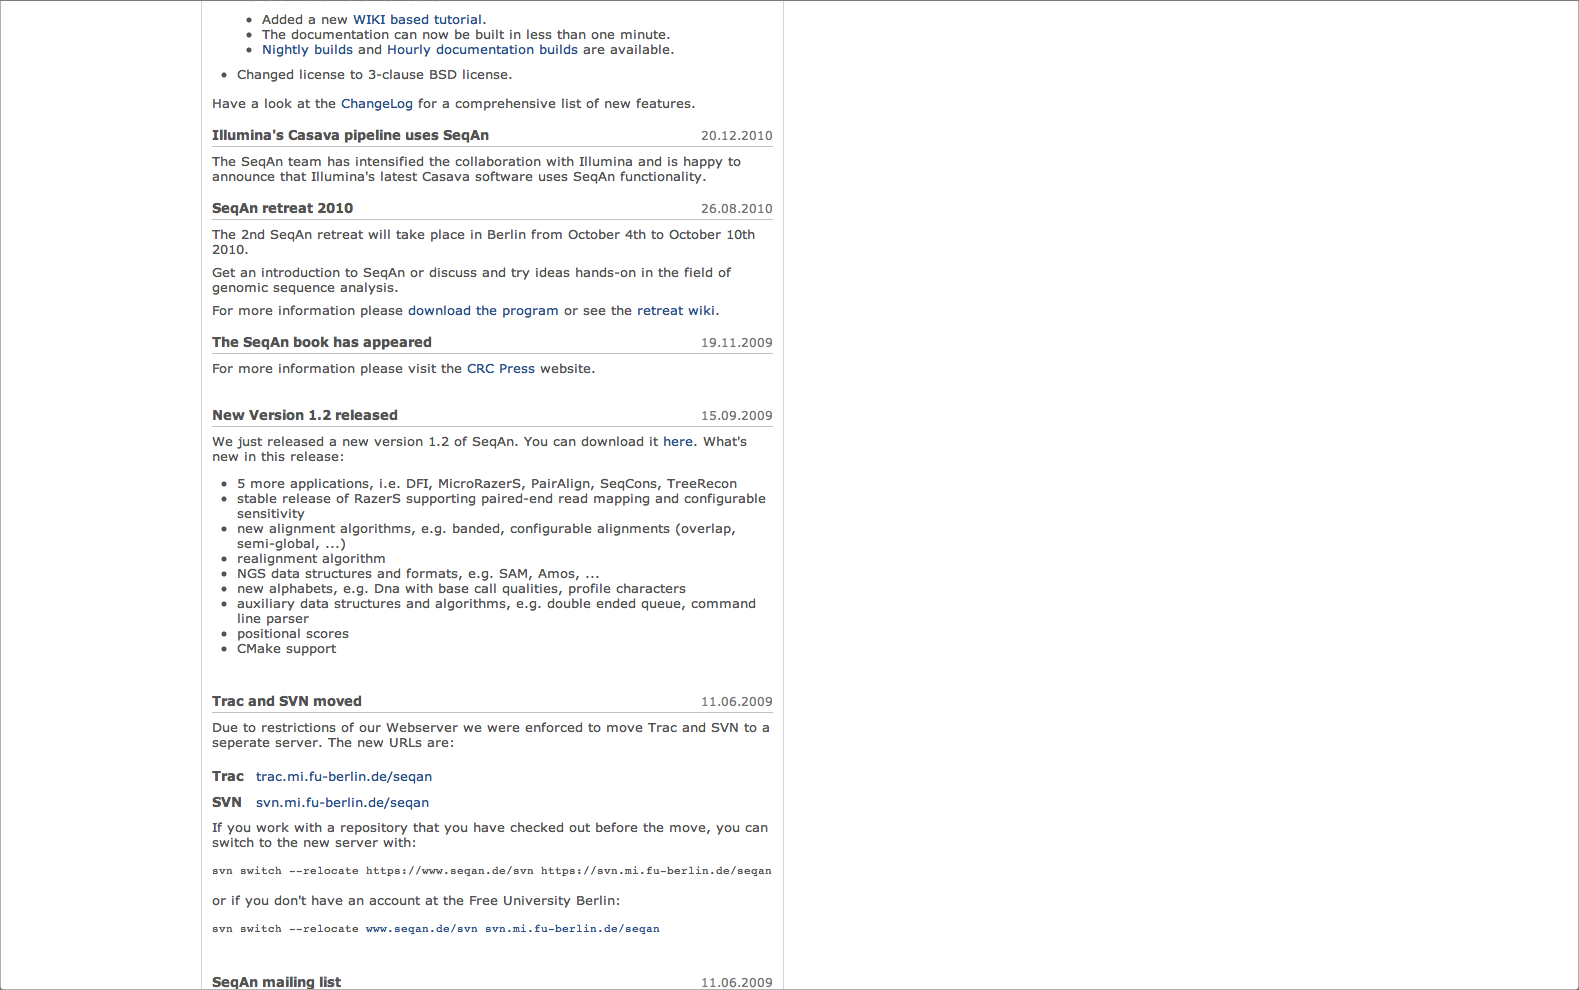 Added a new WIKI based tutorial.
The documentation can now be built in less than one minute.
Nightly builds and Hourly documentation builds are available.
Changed license to 3-clause BSD license.
Have a look at the ChangeLog for a comprehensive list of new features.
Illumina's Casava pipeline uses SeqAn 20.12.2010
The SeqAn team has intensified the collaboration with Illumina and is happy to
announce that Illumina's latest Casava software uses SeqAn functionality.
SeqAn retreat 2010 26.08.2010
The 2nd SeqAn retreat will take place in Berlin from October 4th to October 10th
2010.
Get an introduction to SeqAn or discuss and try ideas hands-on in the field of
genomic sequence analysis.
For more information please download the program or see the retreat wiki.
The SeqAn book has appeared 19.11.2009
For more information please visit the CRC Press website.
New Version 1.2 released 15.09.2009
We just released a new version 1.2 of SeqAn. You can download it here. What's
new in this release:
5 more applications, i.e. DFI, MicroRazerS, PairAlign, SeqCons, TreeRecon
stable release of RazerS supporting paired-end read mapping and configurable
sensitivity
new alignment algorithms, e.g. banded, configurable alignments (overlap,
semi-global, ...)
realignment algorithm
NGS data structures and formats, e.g. SAM, Amos, ...
new alphabets, e.g. Dna with base call qualities, profile characters
auxiliary data structures and algorithms, e.g. double ended queue, command
line parser
positional scores
CMake support
Trac and SVN moved 11.06.2009
Due to restrictions of our Webserver we were enforced to move Trac and SVN to a
seperate server. The new URLs are:
Trac trac.mi.fu-berlin.de/seqan
SVN svn.mi.fu-berlin.de/seqan
If you work with a repository that you have checked out before the move, you can
switch to the new server with:
svn switch --relocate https://www.seqan.de/svn https://svn.mi.fu-berlin.de/seqan
or if you don't have an account at the Free University Berlin:
svn switch --relocate www.seqan.de/svn svn.mi.fu-berlin.de/seqan
SeqAn mailing list 11.06.2009